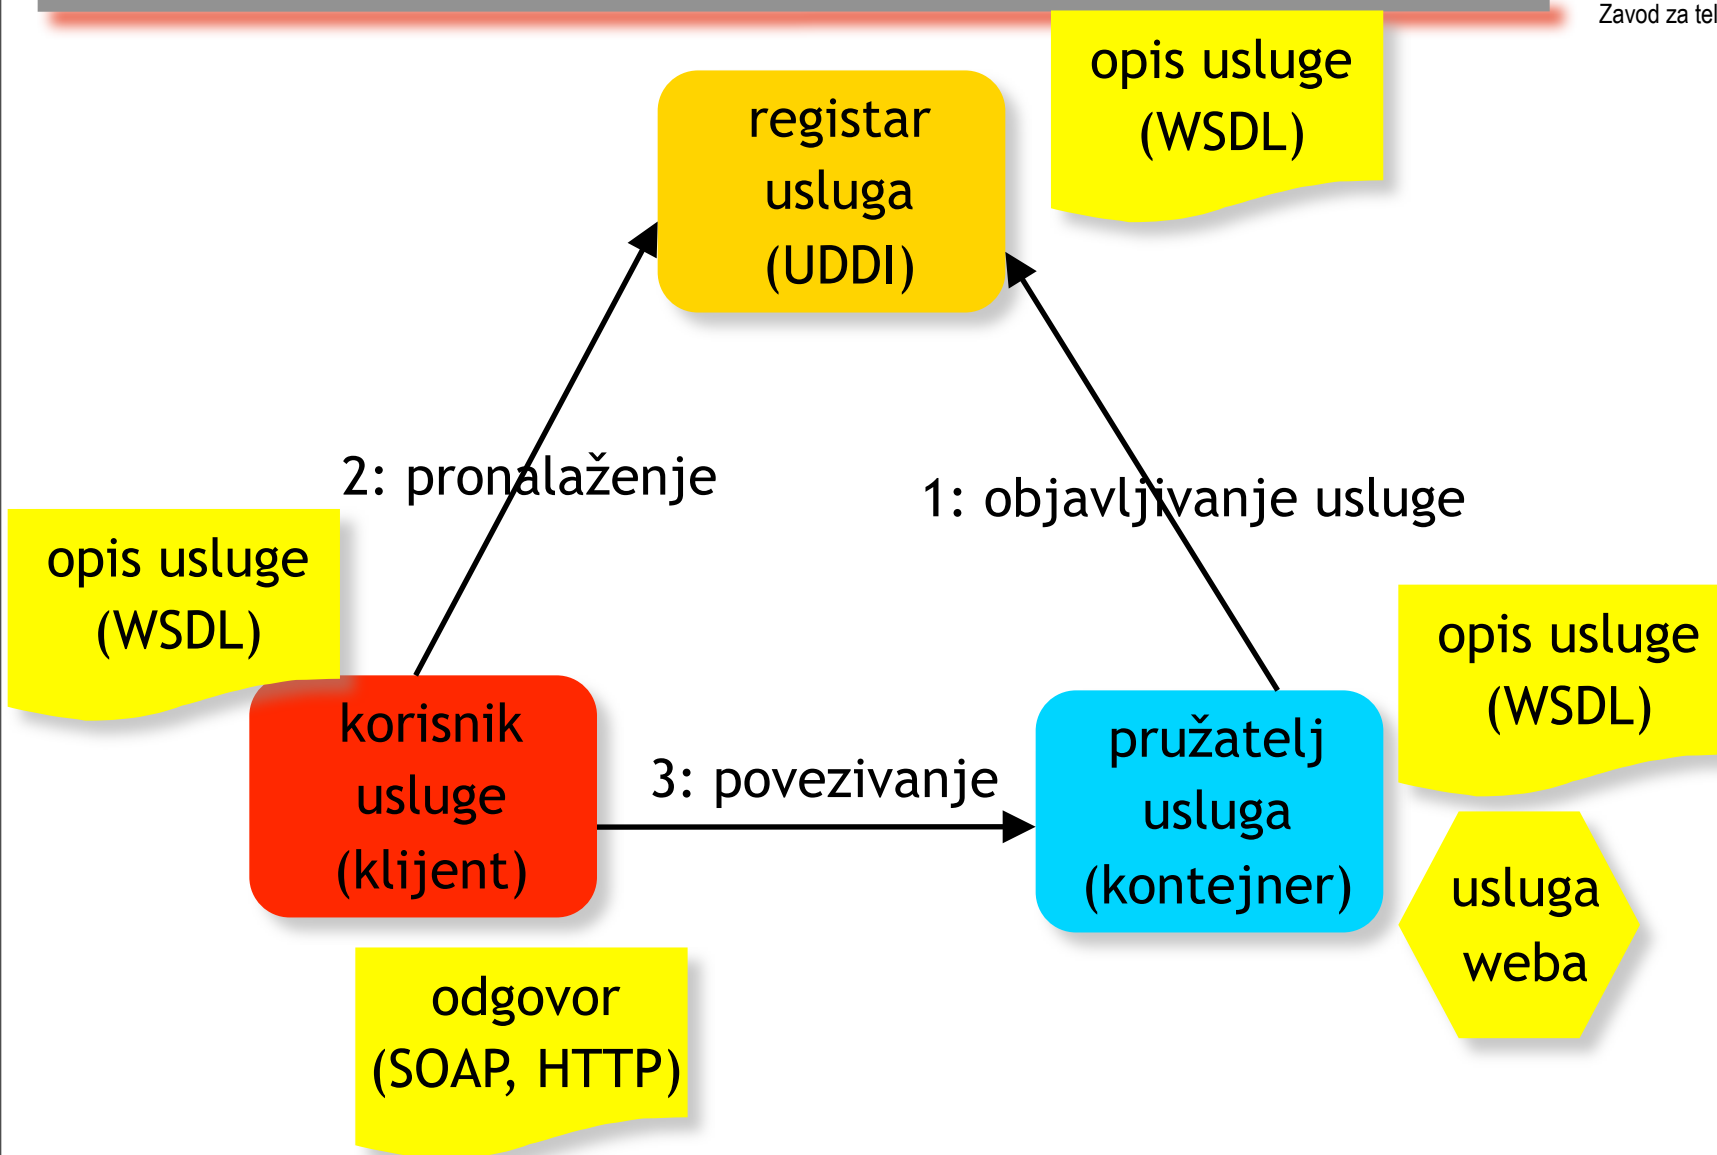 Zavod za tel
opis usluge
(WSDL)
registar
usluga
(UDDI)
2: pronalaženje
1: objavljivanje usluge
opis usluge
(WSDL)
opis usluge
(WSDL)
korisnik
usluge
(klijent)
3: povezivanje
pružatelj
usluga
(kontejner)
usluga
weba
odgovor
(SOAP, HTTP)